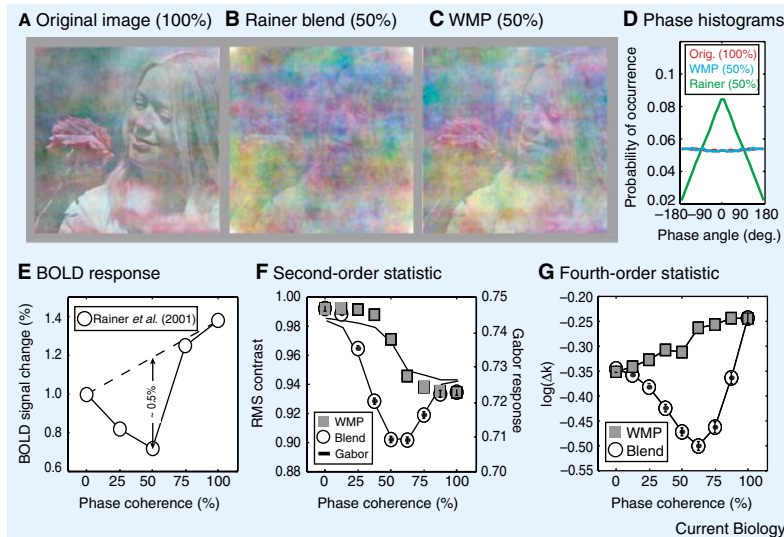 A Original image (100%)
B Rainer blend (50%)
C WMP (50%)
D Phase histograms
Orig. (100%)
WMP (50%)
Rainer (50%)
Probability of occurrence
0.1
0.08
0.06
0.04
0.02
−180 −90 0 90 180
Phase angle (deg.)
E BOLD response
Rainer et al. (2001)
BOLD signal change (%)
1.4
1.2
1.0
0.8
0.6
~ 0.5%
0 25 50 75 100
Phase coherence (%)
F Second-order statistic
RMS contrast
1.00
0.98
0.96
0.94
0.92
0.90
0.88
WMP
Blend
Gabor
0.75
0.74
0.73
0.72
0.71
0.70
Gabor response
0 25 50 75 100
Phase coherence (%)
G Fourth-order statistic
log(Δk)
−0.20
−0.25
−0.30
−0.35
−0.40
−0.45
−0.50
−0.55
WMP
Blend
0 25 50 75 100
Phase coherence (%)
Current Biology